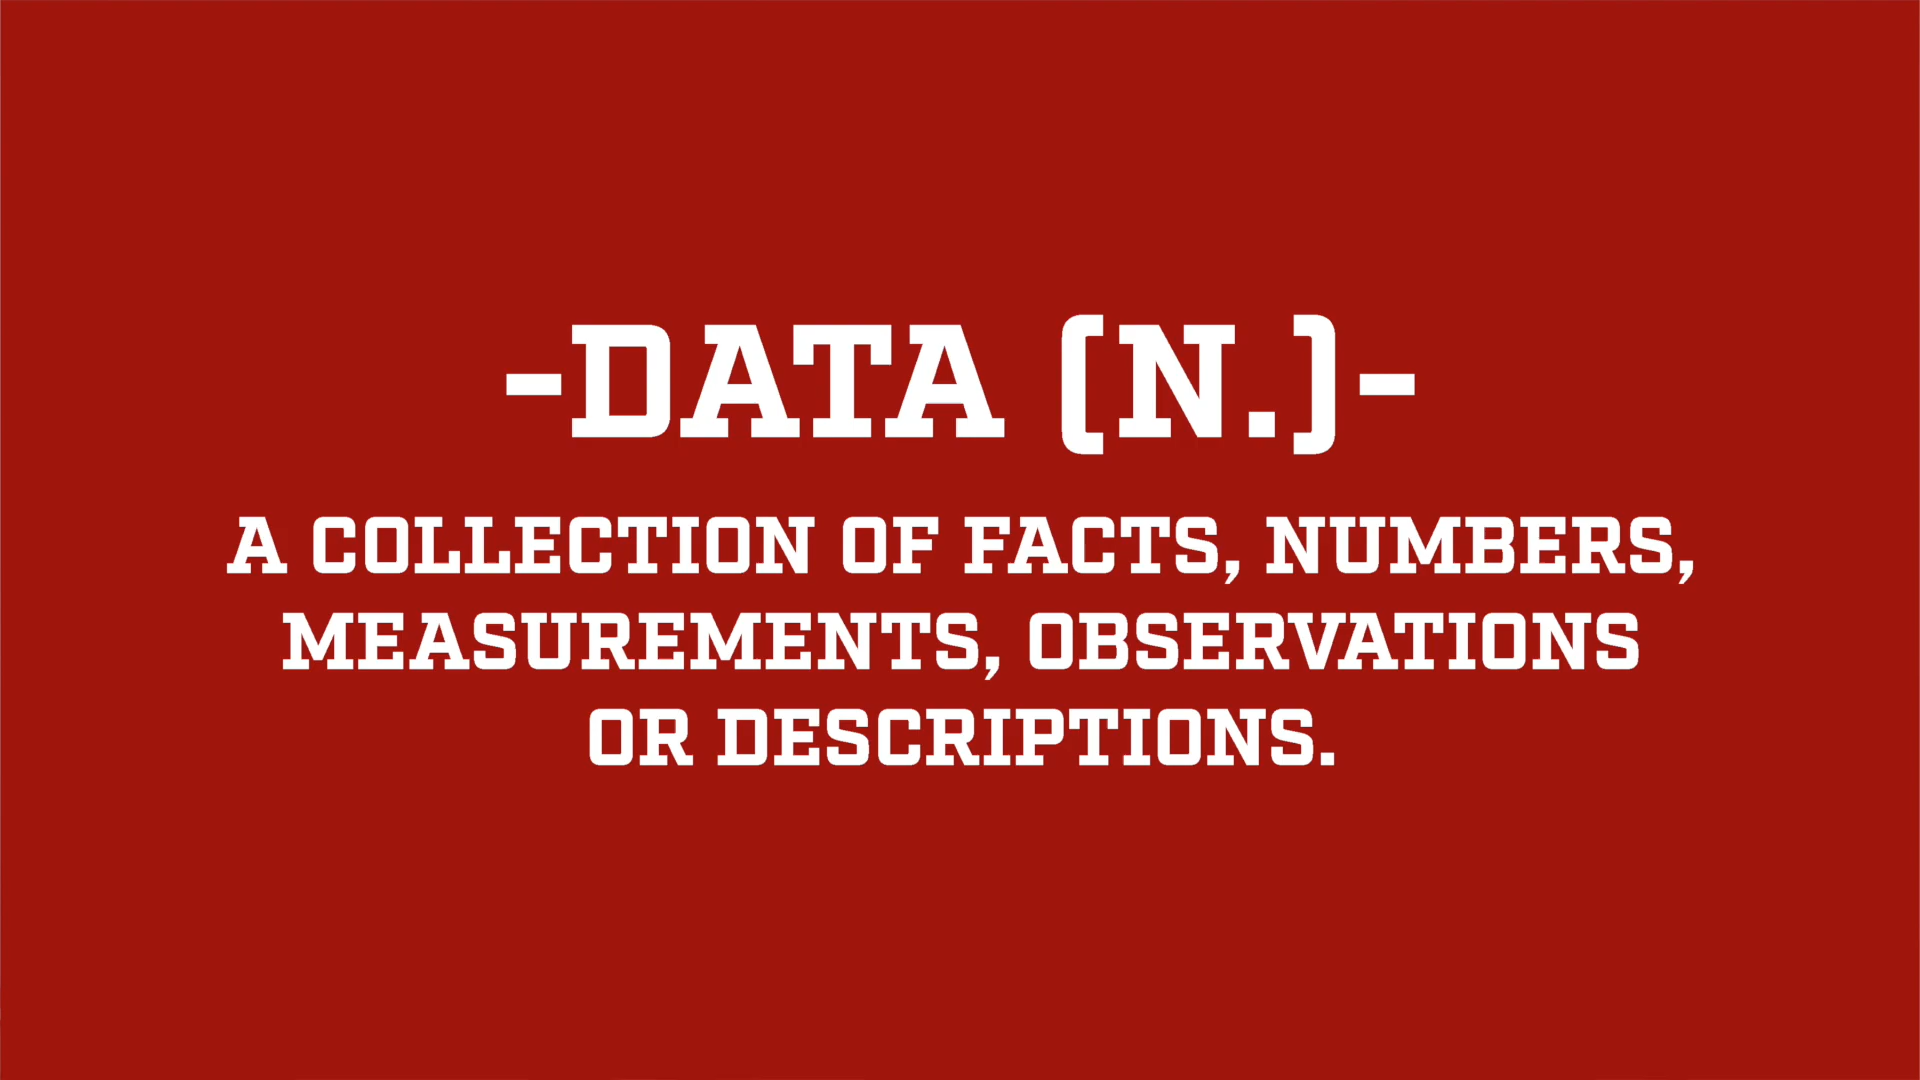 -DATA (N.)-
A COLLECTION OF FACTS, NUMBERS,
MEASUREMENTS, OBSERVATIONS
OR DESCRIPTIONS.